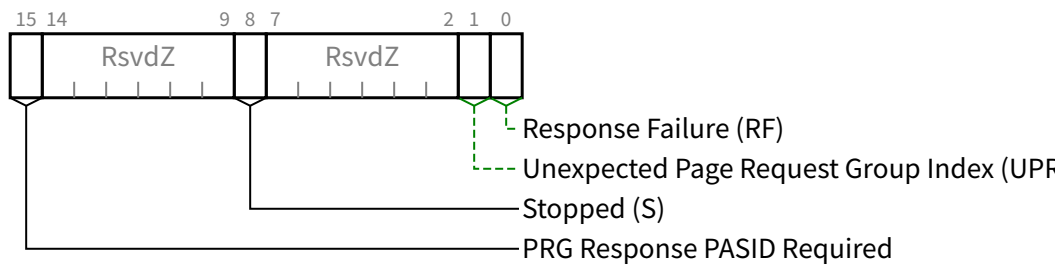 15 14 9 8 7 2 1 0
RsvdZ RsvdZ
Response Failure (RF)
Unexpected Page Request Group Index (UPR
Stopped (S)
PRG Response PASID Required